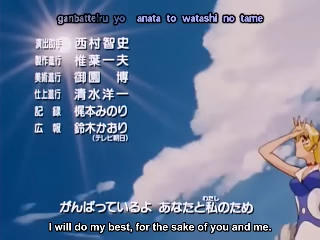 ganbatteiru yo anata to watashi no tame
演出助手 西村智史
製作進行 椎葉一夫
美術進行 御園 博
仕上進行 清水洋一
記録 梶本みのり
広報 鈴木かおり
(テレビ朝日)
わたし
がんばっているよ あなたと私のため
I will do my best, for the sake of you and me.